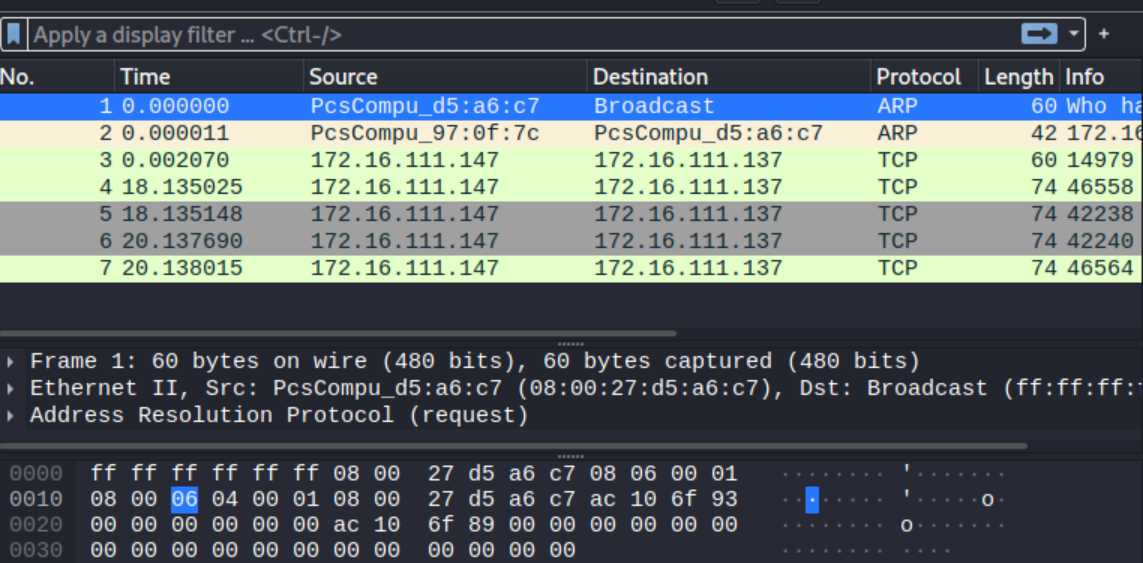 Apply a display filter ... <Ctrl-/>
No. Time Source Destination Protocol Length Info
1 0.000000 PcsCompu_d5:a6:c7 Broadcast ARP 60 Who ha
2 0.000011 PcsCompu_97:0f:7c PcsCompu_d5:a6:c7 ARP 42 172.16
3 0.002070 172.16.111.147 172.16.111.137 TCP 60 14979
4 18.135025 172.16.111.147 172.16.111.137 TCP 74 46558
5 18.135148 172.16.111.147 172.16.111.137 TCP 74 42238
6 20.137690 172.16.111.147 172.16.111.137 TCP 74 42240
7 20.138015 172.16.111.147 172.16.111.137 TCP 74 46564
Frame 1: 60 bytes on wire (480 bits), 60 bytes captured (480 bits)
Ethernet II, Src: PcsCompu_d5:a6:c7 (08:00:27:d5:a6:c7), Dst: Broadcast (ff:ff:ff:
Address Resolution Protocol (request)
0000 ff ff ff ff ff ff 08 00 27 d5 a6 c7 08 06 00 01 ········ '·······
0010 08 00 06 04 00 01 08 00 27 d5 a6 c7 ac 10 6f 93 ········ '·····o·
0020 00 00 00 00 00 00 ac 10 6f 89 00 00 00 00 00 00 ········ o·······
0030 00 00 00 00 00 00 00 00 00 00 00 00 ········ ····